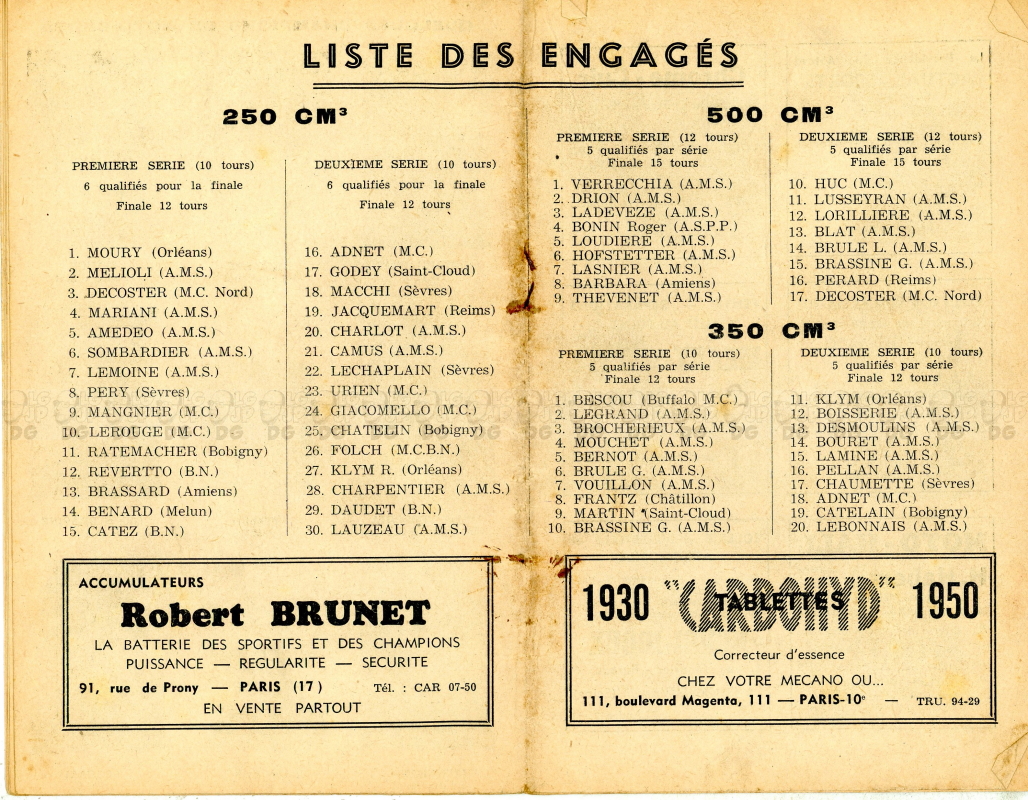 LISTE DES ENGAGÉS
250 CM³
PREMIERE SERIE (10 tours)
6 qualifiés pour la finale
Finale 12 tours
1. MOURY (Orléans)
2. MELIOLI (A.M.S.)
3. DECOSTER (M.C. Nord)
4. MARIANI (A.M.S.)
5. AMEDEO (A.M.S.)
6. SOMBARDIER (A.M.S.)
7. LEMOINE (A.M.S.)
8. PERY (Sèvres)
9. MANGNIER (M.C.)
10. LEROUGE (M.C.)
11. RATEMACHER (Bobigny)
12. REVERTTO (B.N.)
13. BRASSARD (Amiens)
14. BENARD (Melun)
15. CATEZ (B.N.)
DEUXIEME SERIE (10 tours)
6 qualifiés pour la finale
Finale 12 tours
16. ADNET (M.C.)
17. GODEY (Saint-Cloud)
18. MACCHI (Sèvres)
19. JACQUEMART (Reims)
20. CHARLOT (A.M.S.)
21. CAMUS (A.M.S.)
22. LECHAPLAIN (Sèvres)
23. URIEN (M.C.)
24. GIACOMELLO (M.C.)
25. CHATELIN (Bobigny)
26. FOLCH (M.C.B.N.)
27. KLYM R. (Orléans)
28. CHARPENTIER (A.M.S.)
29. DAUDET (B.N.)
30. LAUZEAU (A.M.S.)
500 CM³
PREMIERE SERIE (12 tours)
5 qualifiés par série
Finale 15 tours
1. VERRECCHIA (A.M.S.)
2. DRION (A.M.S.)
3. LADEVEZE (A.M.S.)
4. BONIN Roger (A.S.P.P.)
5. LOUDIERE (A.M.S.)
6. HOFSTETTER (A.M.S.)
7. LASNIER (A.M.S.)
8. BARBARA (Amiens)
9. THEVENET (A.M.S.)
DEUXIEME SERIE (12 tours)
5 qualifiés par série
Finale 15 tours
10. HUC (M.C.)
11. LUSSEYRAN (A.M.S.)
12. LORILLIERE (A.M.S.)
13. BLAT (A.M.S.)
14. BRULE L. (A.M.S.)
15. BRASSINE G. (A.M.S.)
16. PERARD (Reims)
17. DECOSTER (M.C. Nord)
350 CM³
PREMIERE SERIE (10 tours)
5 qualifiés par série
Finale 12 tours
1. BESCOU (Buffalo M.C.)
2. LEGRAND (A.M.S.)
3. BROCHERIEUX (A.M.S.)
4. MOUCHET (A.M.S.)
5. BERNOT (A.M.S.)
6. BRULE G. (A.M.S.)
7. VOUILLON (A.M.S.)
8. FRANTZ (Châtillon)
9. MARTIN (Saint-Cloud)
10. BRASSINE G. (A.M.S.)
DEUXIEME SERIE (10 tours)
5 qualifiés par série
Finale 12 tours
11. KLYM (Orléans)
12. BOISSERIE (A.M.S.)
13. DESMOULINS (A.M.S.)
14. BOURET (A.M.S.)
15. LAMINE (A.M.S.)
16. PELLAN (A.M.S.)
17. CHAUMETTE (Sèvres)
18. ADNET (M.C.)
19. CATELAIN (Bobigny)
20. LEBONNAIS (A.M.S.)
ACCUMULATEURS
Robert BRUNET
LA BATTERIE DES SPORTIFS ET DES CHAMPIONS
PUISSANCE — REGULARITE — SECURITE
91, rue de Prony — PARIS (17) Tél. : CAR 07-50
EN VENTE PARTOUT
1930 "CARBOHYD" 1950
TABLETTES
Correcteur d'essence
CHEZ VOTRE MECANO OU...
111, boulevard Magenta, 111 — PARIS-10e — TRU. 94-29